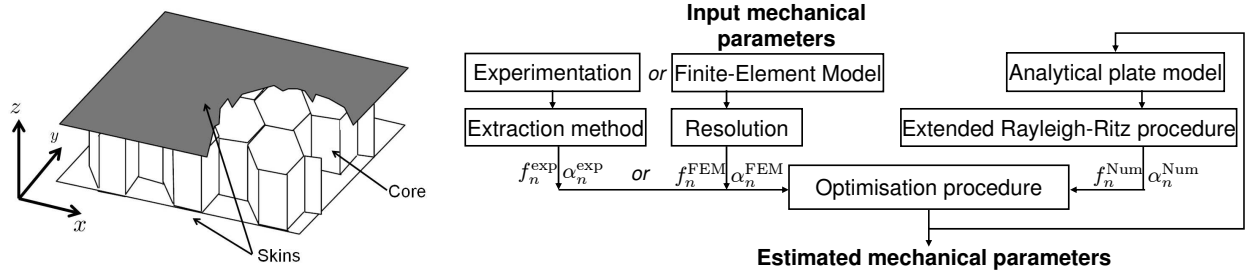 z
y
x
Core
Skins
Input mechanical
parameters
Experimentation or Finite-Element Model
Analytical plate model
Extraction method
Resolution
Extended Rayleigh-Ritz procedure
f_n^exp α_n^exp or f_n^FEM α_n^FEM
Optimisation procedure
f_n^Num α_n^Num
Estimated mechanical parameters